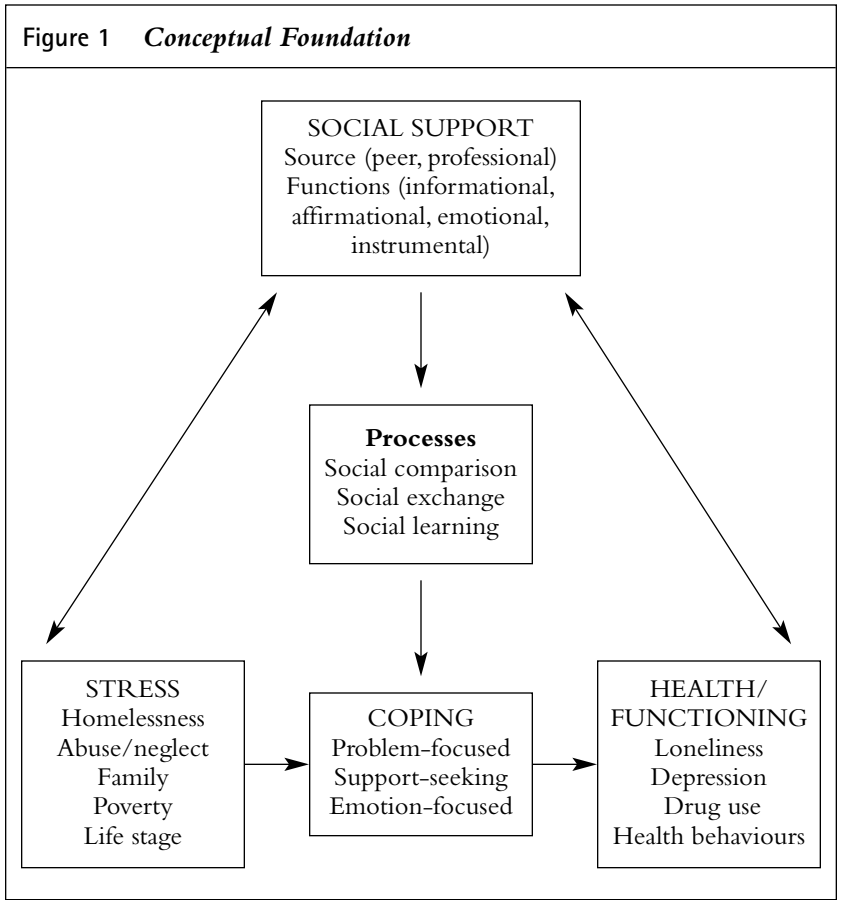 Figure 1 Conceptual Foundation
SOCIAL SUPPORT
Source (peer, professional)
Functions (informational,
affirmational, emotional,
instrumental)
Processes
Social comparison
Social exchange
Social learning
STRESS
Homelessness
Abuse/neglect
Family
Poverty
Life stage
COPING
Problem-focused
Support-seeking
Emotion-focused
HEALTH/
FUNCTIONING
Loneliness
Depression
Drug use
Health behaviours